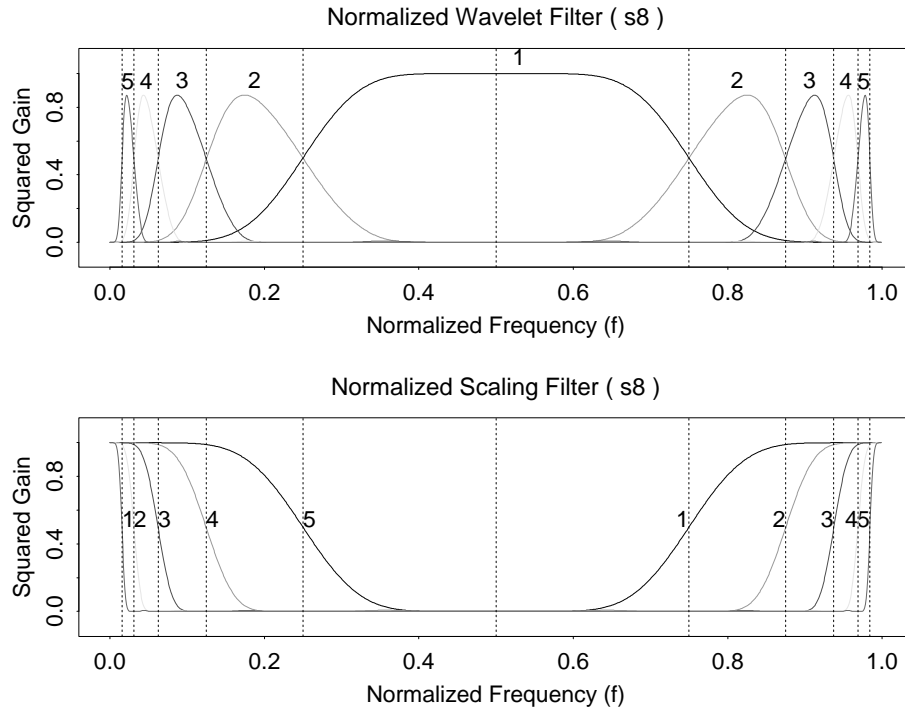 Normalized Wavelet Filter ( s8 )
Squared Gain
0.0 0.4 0.8
5 4 3 2 1 2 3 4 5
0.0 0.2 0.4 0.6 0.8 1.0
Normalized Frequency (f)
Normalized Scaling Filter ( s8 )
Squared Gain
0.0 0.4 0.8
1 2 3 4 5 1 2 3 4 5
0.0 0.2 0.4 0.6 0.8 1.0
Normalized Frequency (f)